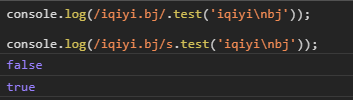 console.log(/iqiyi.bj/.test('iqiyi\nbj'));
console.log(/iqiyi.bj/s.test('iqiyi\nbj'));
false
true